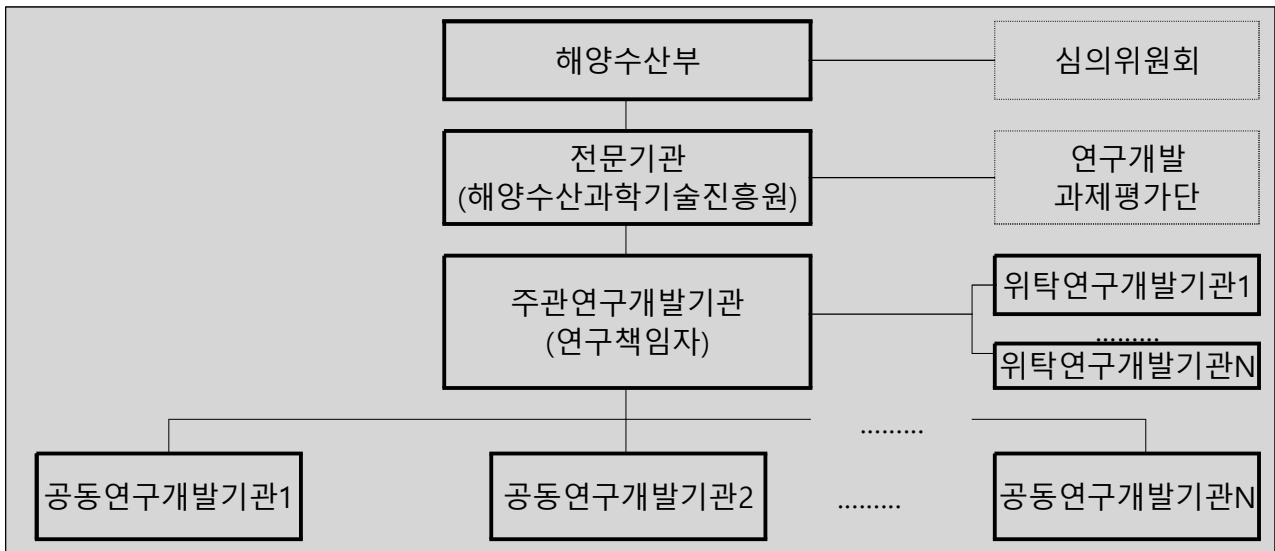 해양수산부
심의위원회
전문기관
(해양수산과학기술진흥원)
연구개발
과제평가단
주관연구개발기관
(연구책임자)
위탁연구개발기관1
.........
위탁연구개발기관N
.........
공동연구개발기관1
공동연구개발기관2
.........
공동연구개발기관N